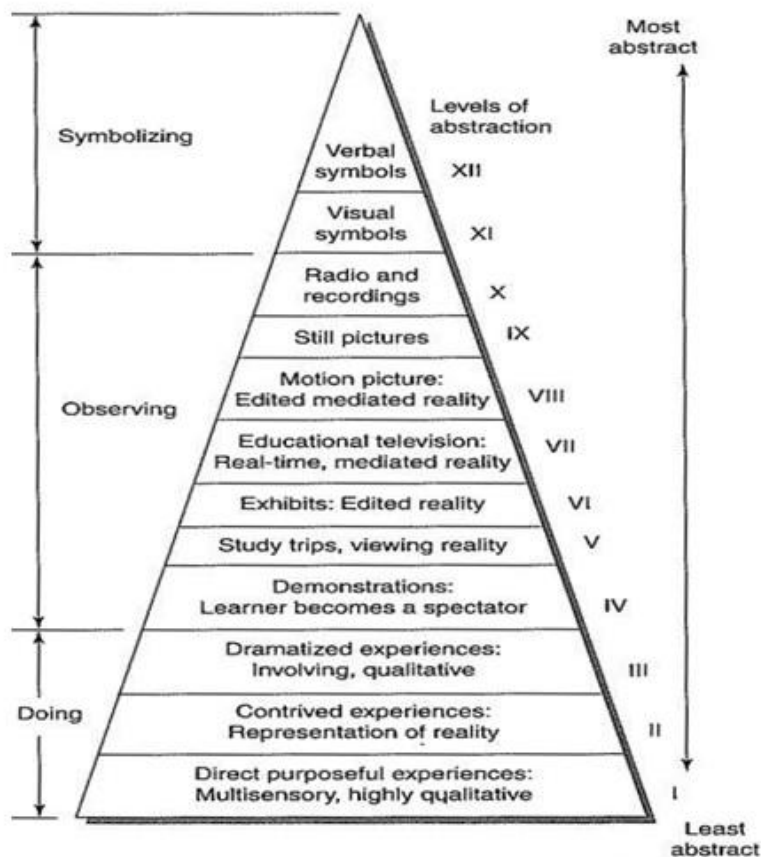 Most
abstract
Levels of
abstraction
Symbolizing
Verbal
symbols
XII
Visual
symbols
XI
Radio and
recordings
X
Still pictures
IX
Motion picture:
Edited mediated reality
VIII
Observing
Educational television:
Real-time, mediated reality
VII
Exhibits: Edited reality
VI
Study trips, viewing reality
V
Demonstrations:
Learner becomes a spectator
IV
Dramatized experiences:
Involving, qualitative
III
Doing
Contrived experiences:
Representation of reality
II
Direct purposeful experiences:
Multisensory, highly qualitative
I
Least
abstract